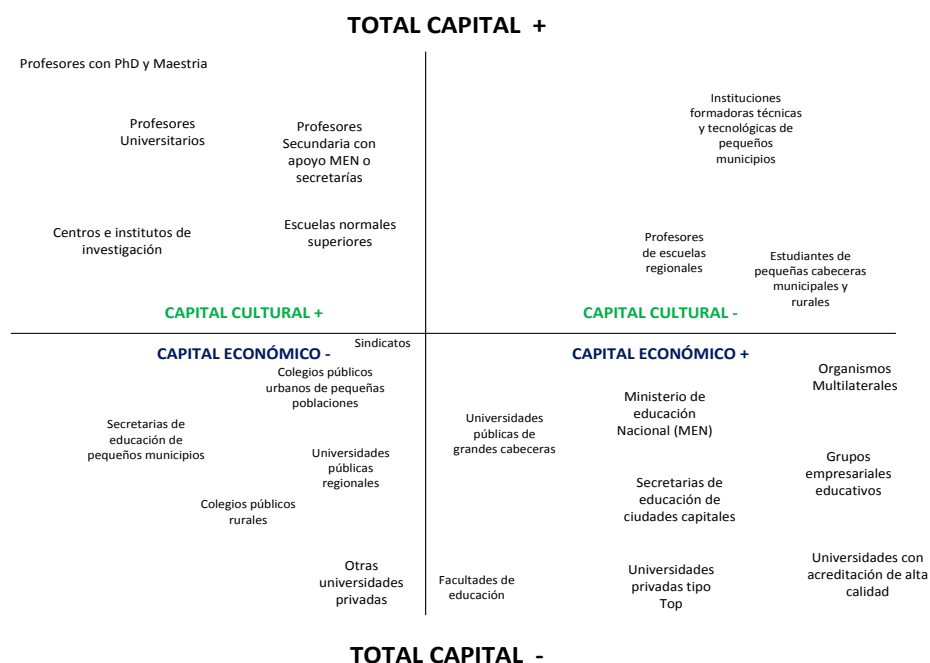 TOTAL CAPITAL +
Profesores con PhD y Maestria
Profesores
Universitarios
Profesores
Secundaria con
apoyo MEN o
secretarías
Instituciones
formadoras técnicas
y tecnológicas de
pequeños
municipios
Centros e institutos de
investigación
Escuelas normales
superiores
Profesores
de escuelas
regionales
Estudiantes de
pequeñas cabeceras
municipales y
rurales
CAPITAL CULTURAL +
CAPITAL CULTURAL -
Sindicatos
CAPITAL ECONÓMICO -
CAPITAL ECONÓMICO +
Colegios públicos
urbanos de pequeñas
poblaciones
Organismos
Multilaterales
Ministerio de
educación
Nacional (MEN)
Secretarias de
educación de
pequeños municipios
Universidades
públicas de
grandes cabeceras
Universidades
públicas
regionales
Grupos
empresariales
educativos
Secretarias de
educación de
ciudades capitales
Colegios públicos
rurales
Otras
universidades
privadas
Facultades de
educación
Universidades
privadas tipo
Top
Universidades con
acreditación de alta
calidad
TOTAL CAPITAL -